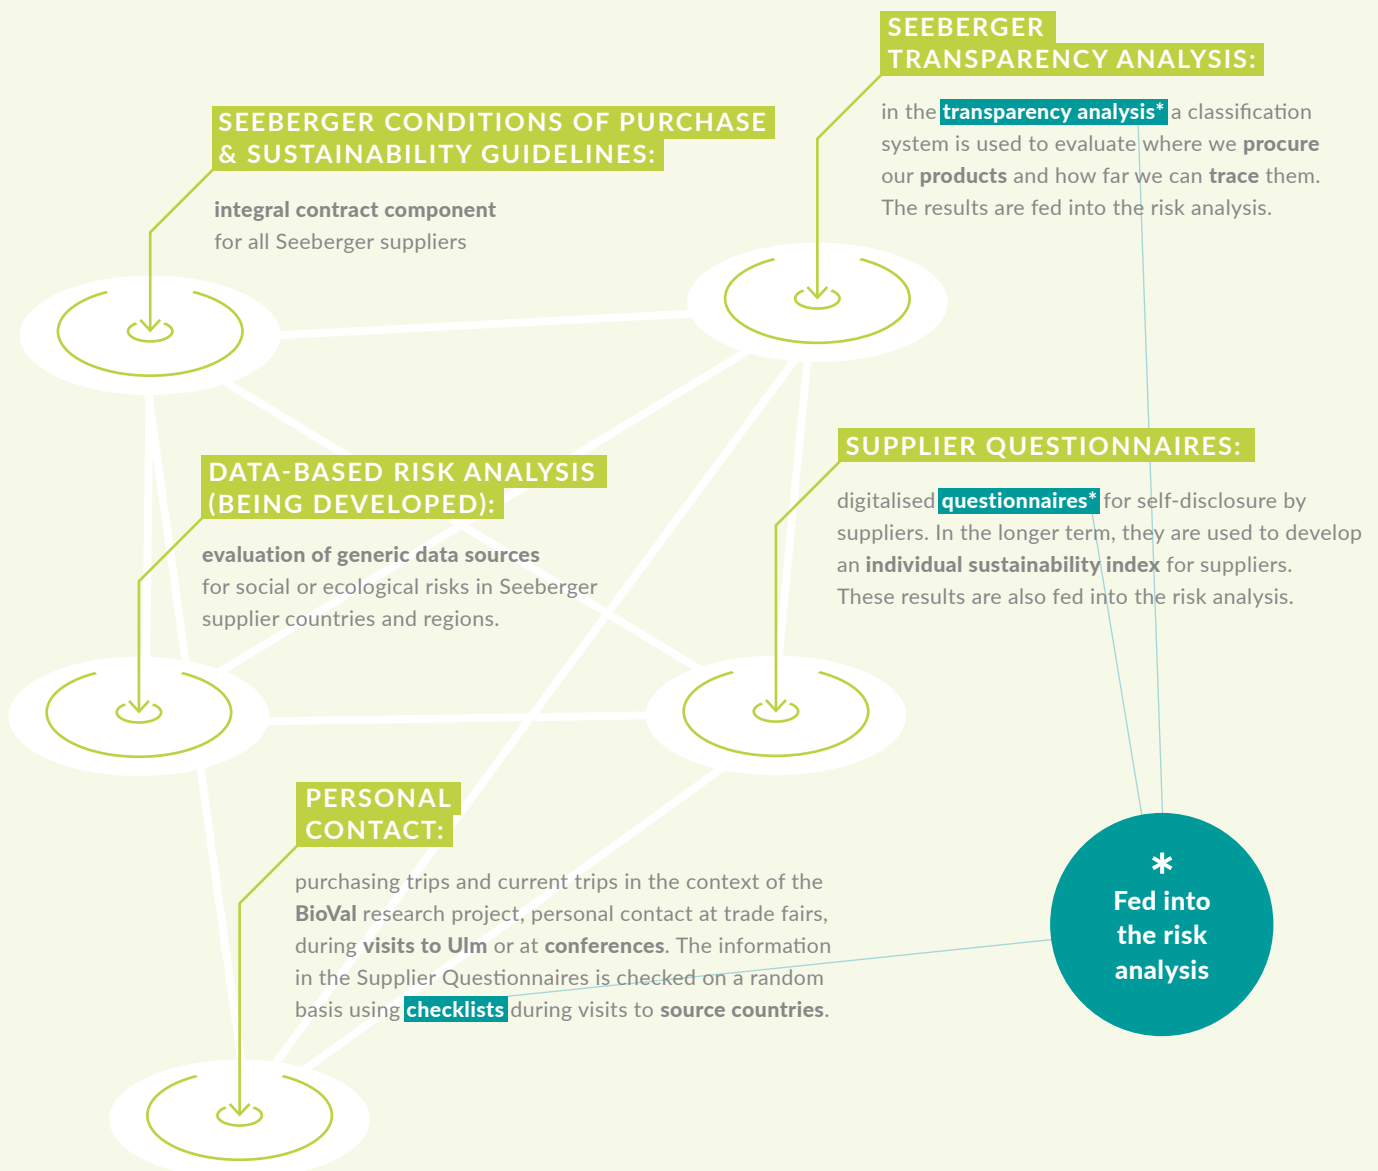 SEEBERGER
TRANSPARENCY ANALYSIS:
in the transparency analysis* a classification
system is used to evaluate where we procure
our products and how far we can trace them.
The results are fed into the risk analysis.
SEEBERGER CONDITIONS OF PURCHASE
& SUSTAINABILITY GUIDELINES:
integral contract component
for all Seeberger suppliers
SUPPLIER QUESTIONNAIRES:
digitalised questionnaires* for self-disclosure by
suppliers. In the longer term, they are used to develop
an individual sustainability index for suppliers.
These results are also fed into the risk analysis.
DATA-BASED RISK ANALYSIS
(BEING DEVELOPED):
evaluation of generic data sources
for social or ecological risks in Seeberger
supplier countries and regions.
PERSONAL
CONTACT:
purchasing trips and current trips in the context of the
BioVal research project, personal contact at trade fairs,
during visits to Ulm or at conferences. The information
in the Supplier Questionnaires is checked on a random
basis using checklists during visits to source countries.
*
Fed into
the risk
analysis